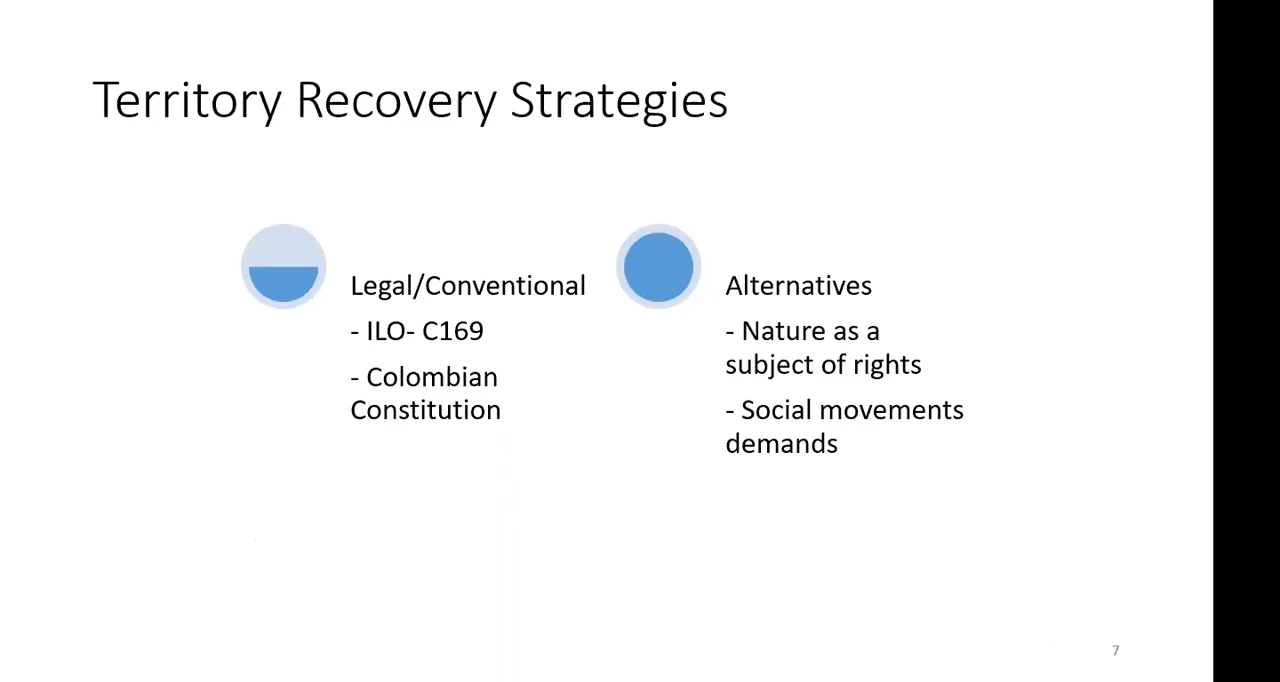 Territory Recovery Strategies
Legal/Conventional
- ILO- C169
- Colombian
Constitution
Alternatives
- Nature as a
subject of rights
- Social movements
demands
7